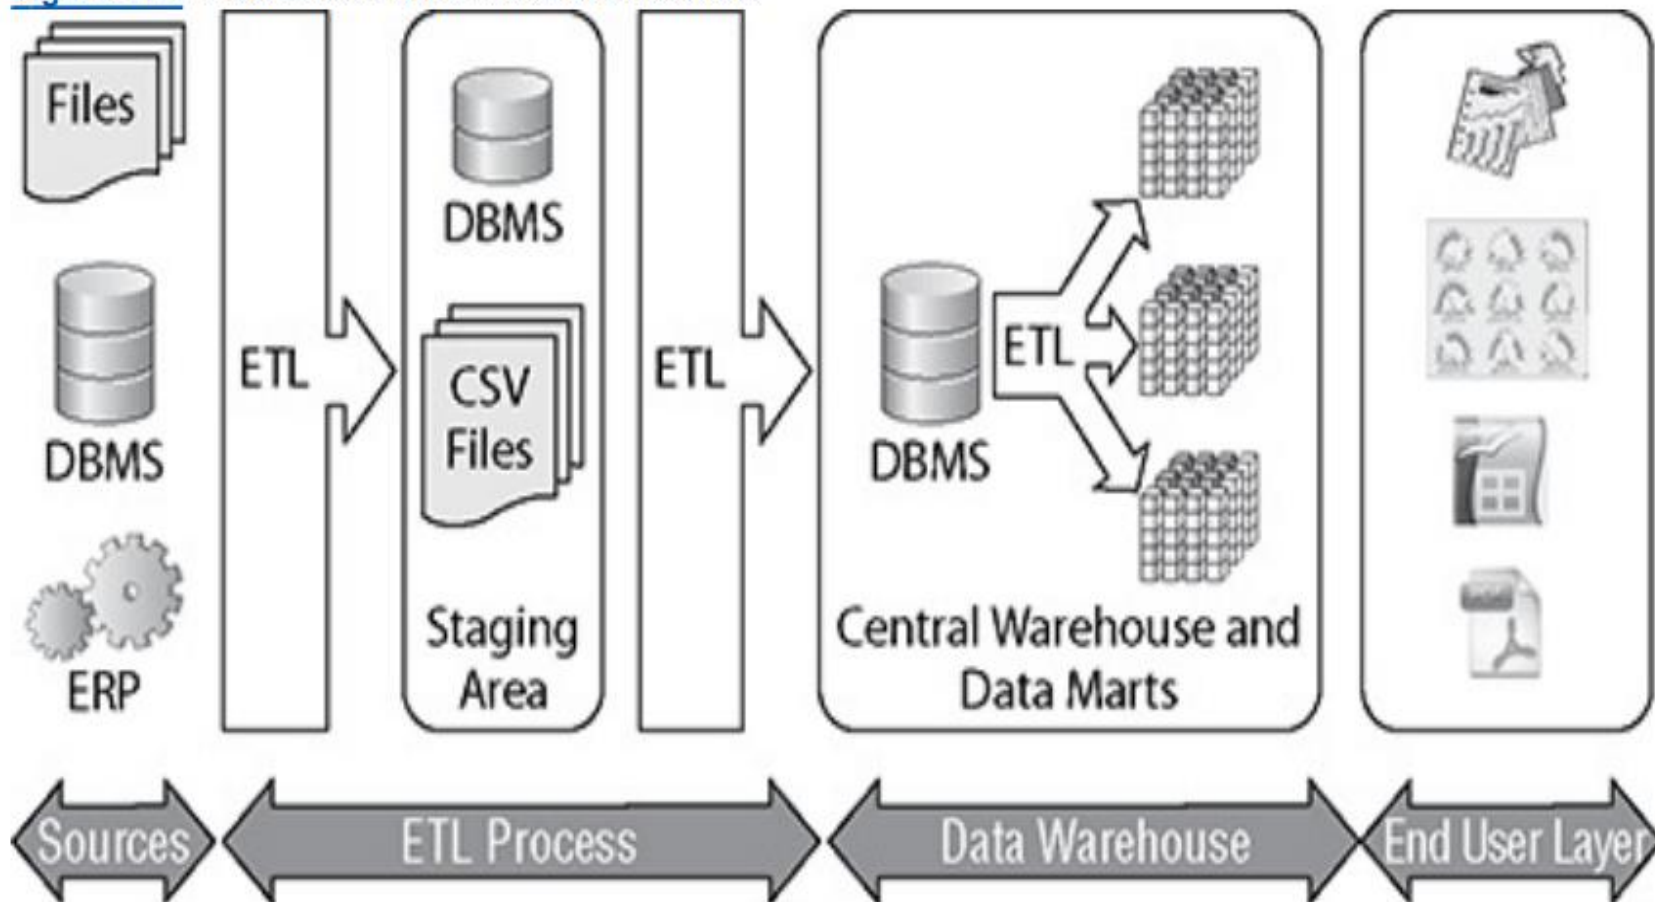 Files
DBMS
ERP
ETL
DBMS
CSV
Files
Staging
Area
ETL
DBMS
ETL
Central Warehouse and
Data Marts
Sources
ETL Process
Data Warehouse
End User Layer